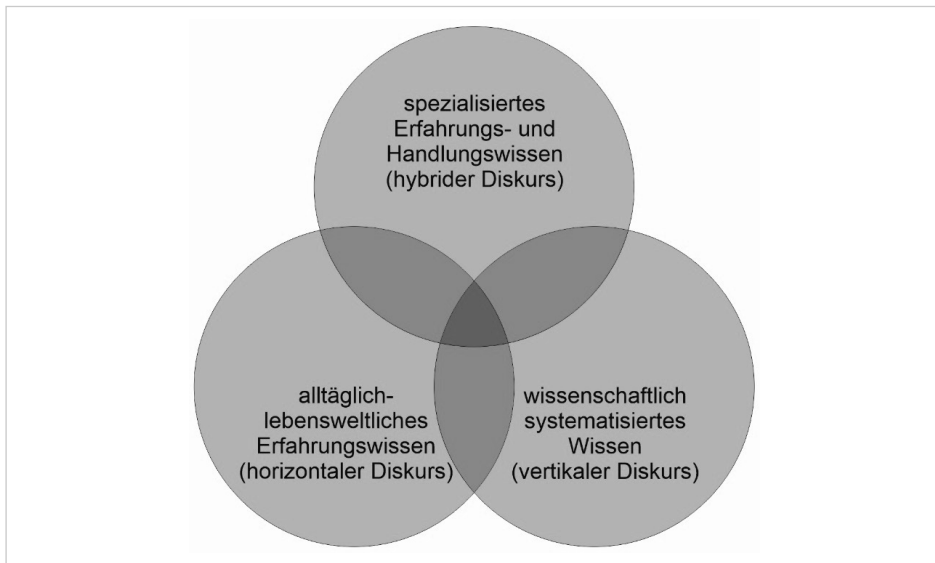 spezialisiertes
Erfahrungs- und
Handlungswissen
(hybrider Diskurs)
alltäglich-
lebensweltliches
Erfahrungswissen
(horizontaler Diskurs)
wissenschaftlich
systematisiertes
Wissen
(vertikaler Diskurs)